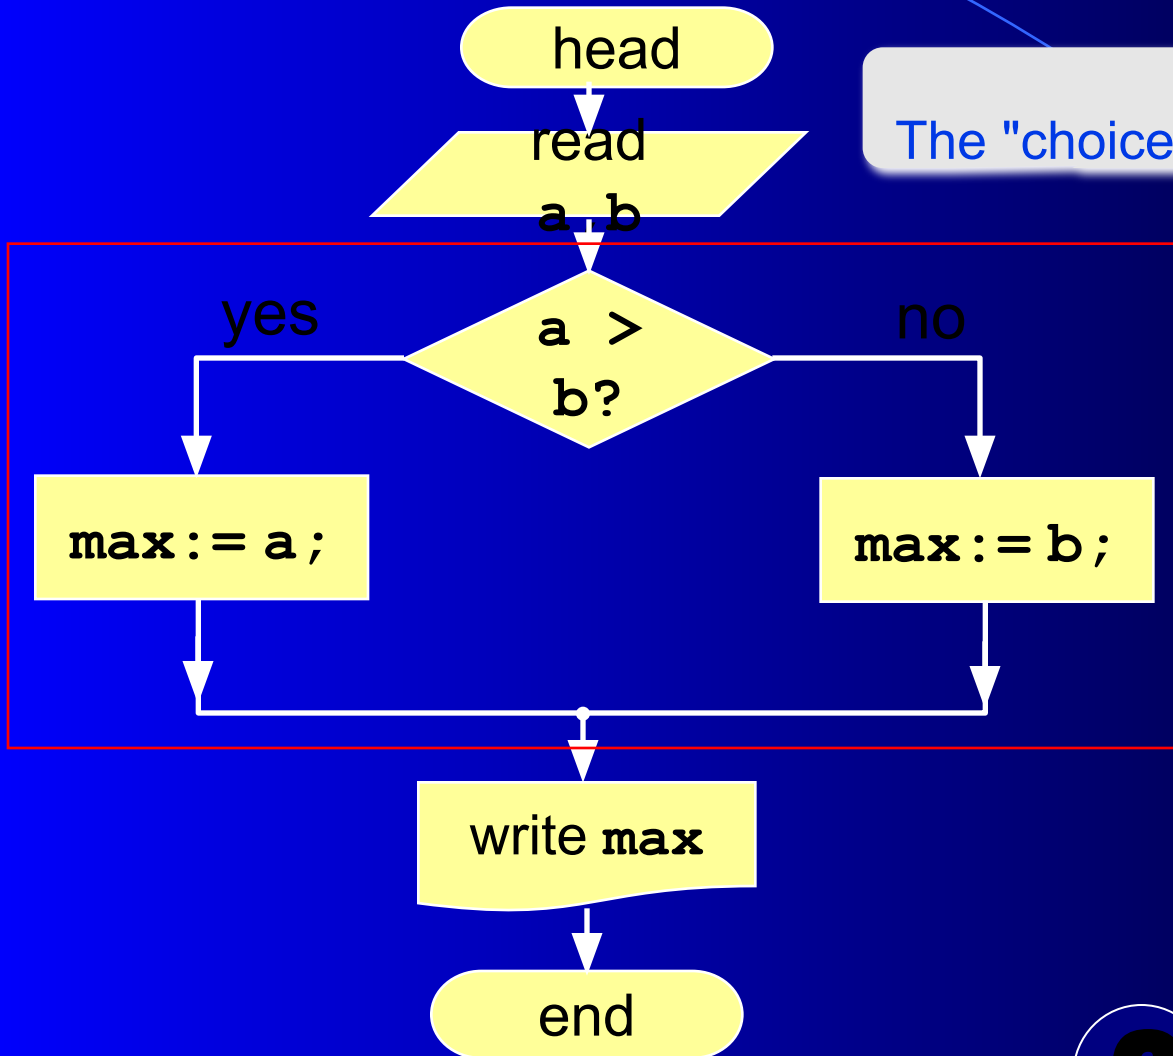 head
The "choice
read
a b
yes
a >
b?
no
max:= a;
max:= b;
write max
end